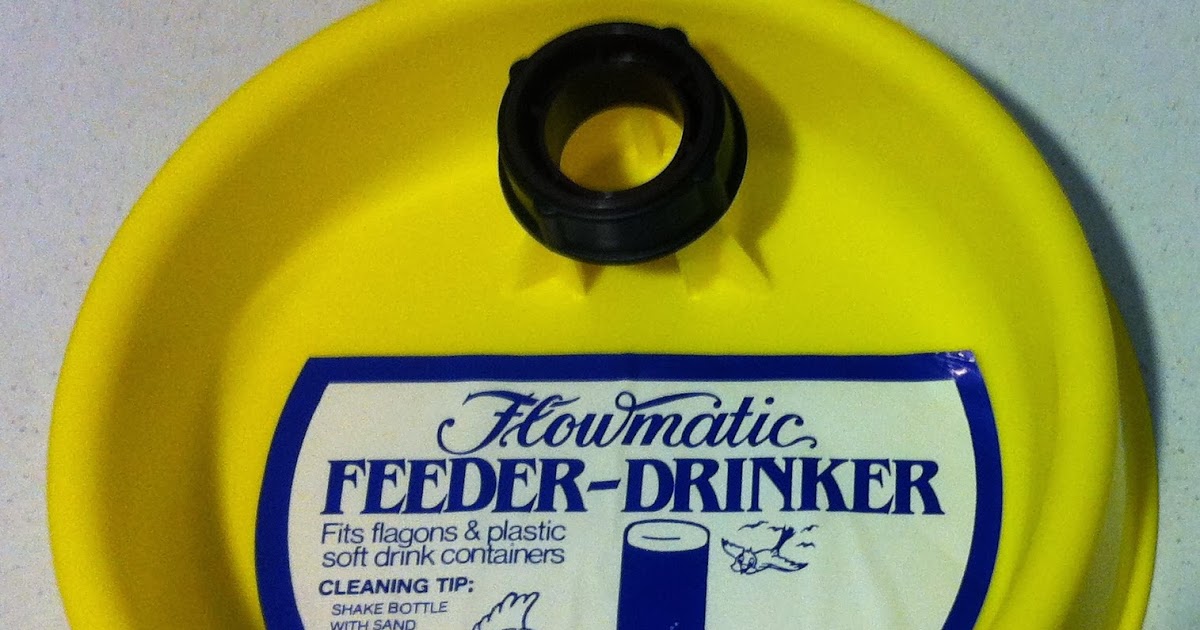 Flowmatic
FEEDER-DRINKER
Fits flagons & plastic
soft drink containers
CLEANING TIP:
SHAKE BOTTLE
WITH SAND